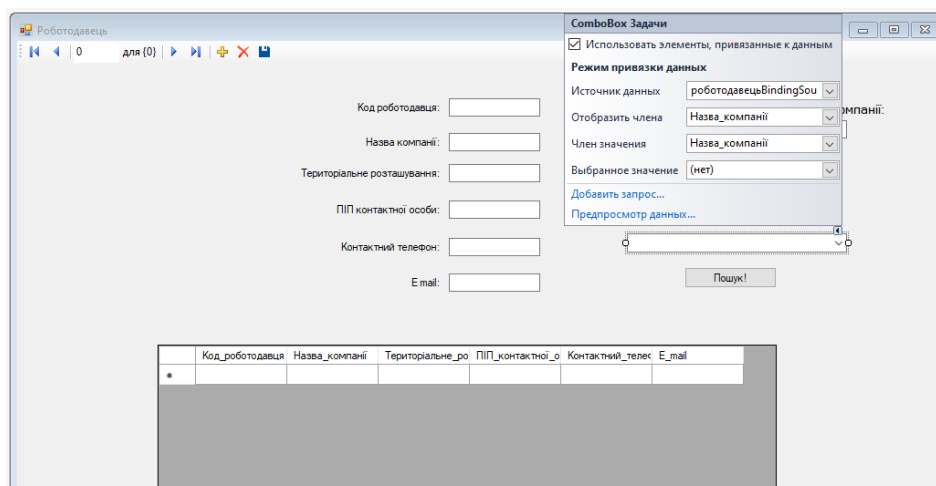 Роботодавець
0 для {0}
ComboBox Задачи
Использовать элементы, привязанные к данным
Режим привязки данных
Источник данных роботодавецьBindingSou
Отобразить члена Назва_компанії
Член значения Назва_компанії
Выбранное значение (нет)
Добавить запрос...
Предпросмотр данных...
Код роботодавця:
Назва компанії:
Територіальне розташування:
ПІП контактної особи:
Контактний телефон:
E mail:
мпанії:
Пошук!
Код_роботодавця Назва_компанії Територіальне_ро ПІП_контактної_о Контактний_телеф E_mail